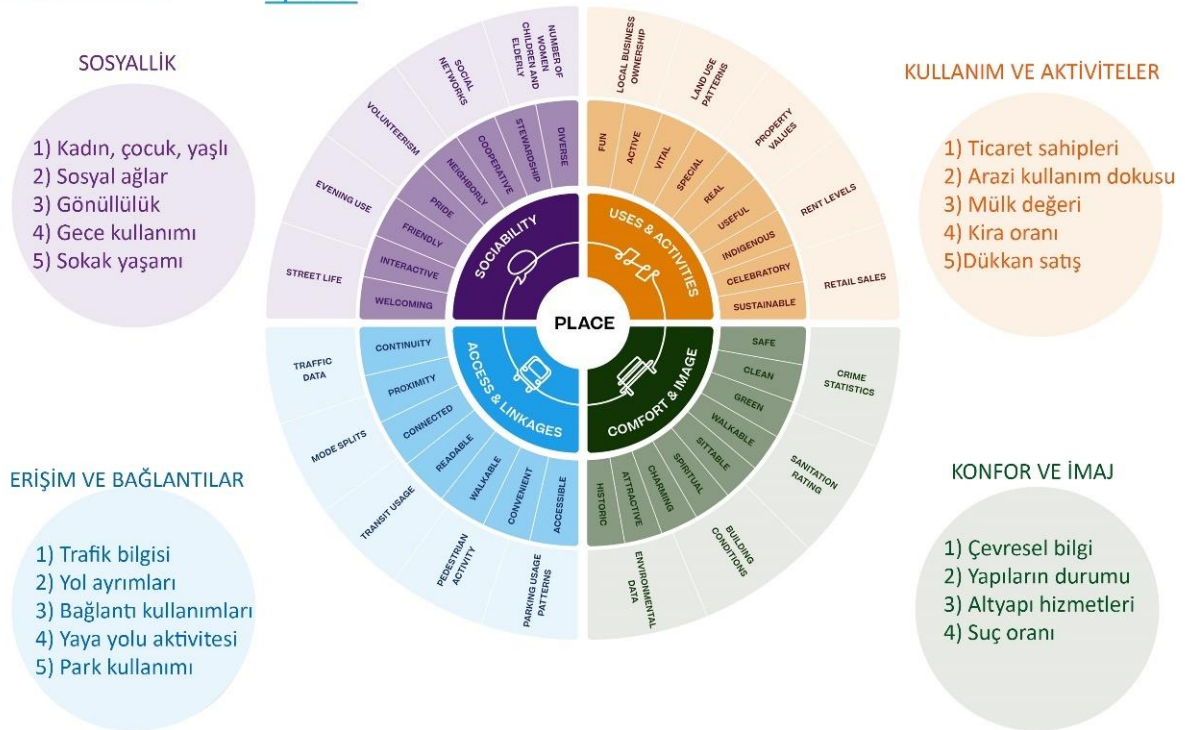 SOSYALLİK
1) Kadın, çocuk, yaşlı
2) Sosyal ağlar
3) Gönüllülük
4) Gece kullanımı
5) Sokak yaşamı
KULLANIM VE AKTİVİTELER
1) Ticaret sahipleri
2) Arazi kullanım dokusu
3) Mülk değeri
4) Kira oranı
5)Dükkan satış
ERİŞİM VE BAĞLANTILAR
1) Trafik bilgisi
2) Yol ayrımları
3) Bağlantı kullanımları
4) Yaya yolu aktivitesi
5) Park kullanımı
KONFOR VE İMAJ
1) Çevresel bilgi
2) Yapıların durumu
3) Altyapı hizmetleri
4) Suç oranı
PLACE
SOCIABILITY
USES & ACTIVITIES
ACCESS & LINKAGES
COMFORT & IMAGE
STREET LIFE
EVENING USE
VOLUNTEERISM
SOCIAL
NETWORKS
NUMBER OF
WOMEN
CHILDREN AND
ELDERLY
WELCOMING
INTERACTIVE
FRIENDLY
PRIDE
NEIGHBORLY
COOPERATIVE
STEWARDSHIP
DIVERSE
LOCAL BUSINESS
OWNERSHIP
LAND USE
PATTERNS
PROPERTY
VALUES
RENT LEVELS
RETAIL SALES
FUN
ACTIVE
VITAL
SPECIAL
REAL
USEFUL
INDIGENOUS
CELEBRATORY
SUSTAINABLE
TRAFFIC
DATA
MODE SPLITS
TRANSIT USAGE
PEDESTRIAN
ACTIVITY
PARKING USAGE
PATTERNS
CONTINUITY
PROXIMITY
CONNECTED
READABLE
WALKABLE
CONVENIENT
ACCESSIBLE
SAFE
CLEAN
GREEN
WALKABLE
SITTABLE
SPIRITUAL
CHARMING
ATTRACTIVE
HISTORIC
CRIME
STATISTICS
SANITATION
RATING
BUILDING
CONDITIONS
ENVIRONMENTAL
DATA